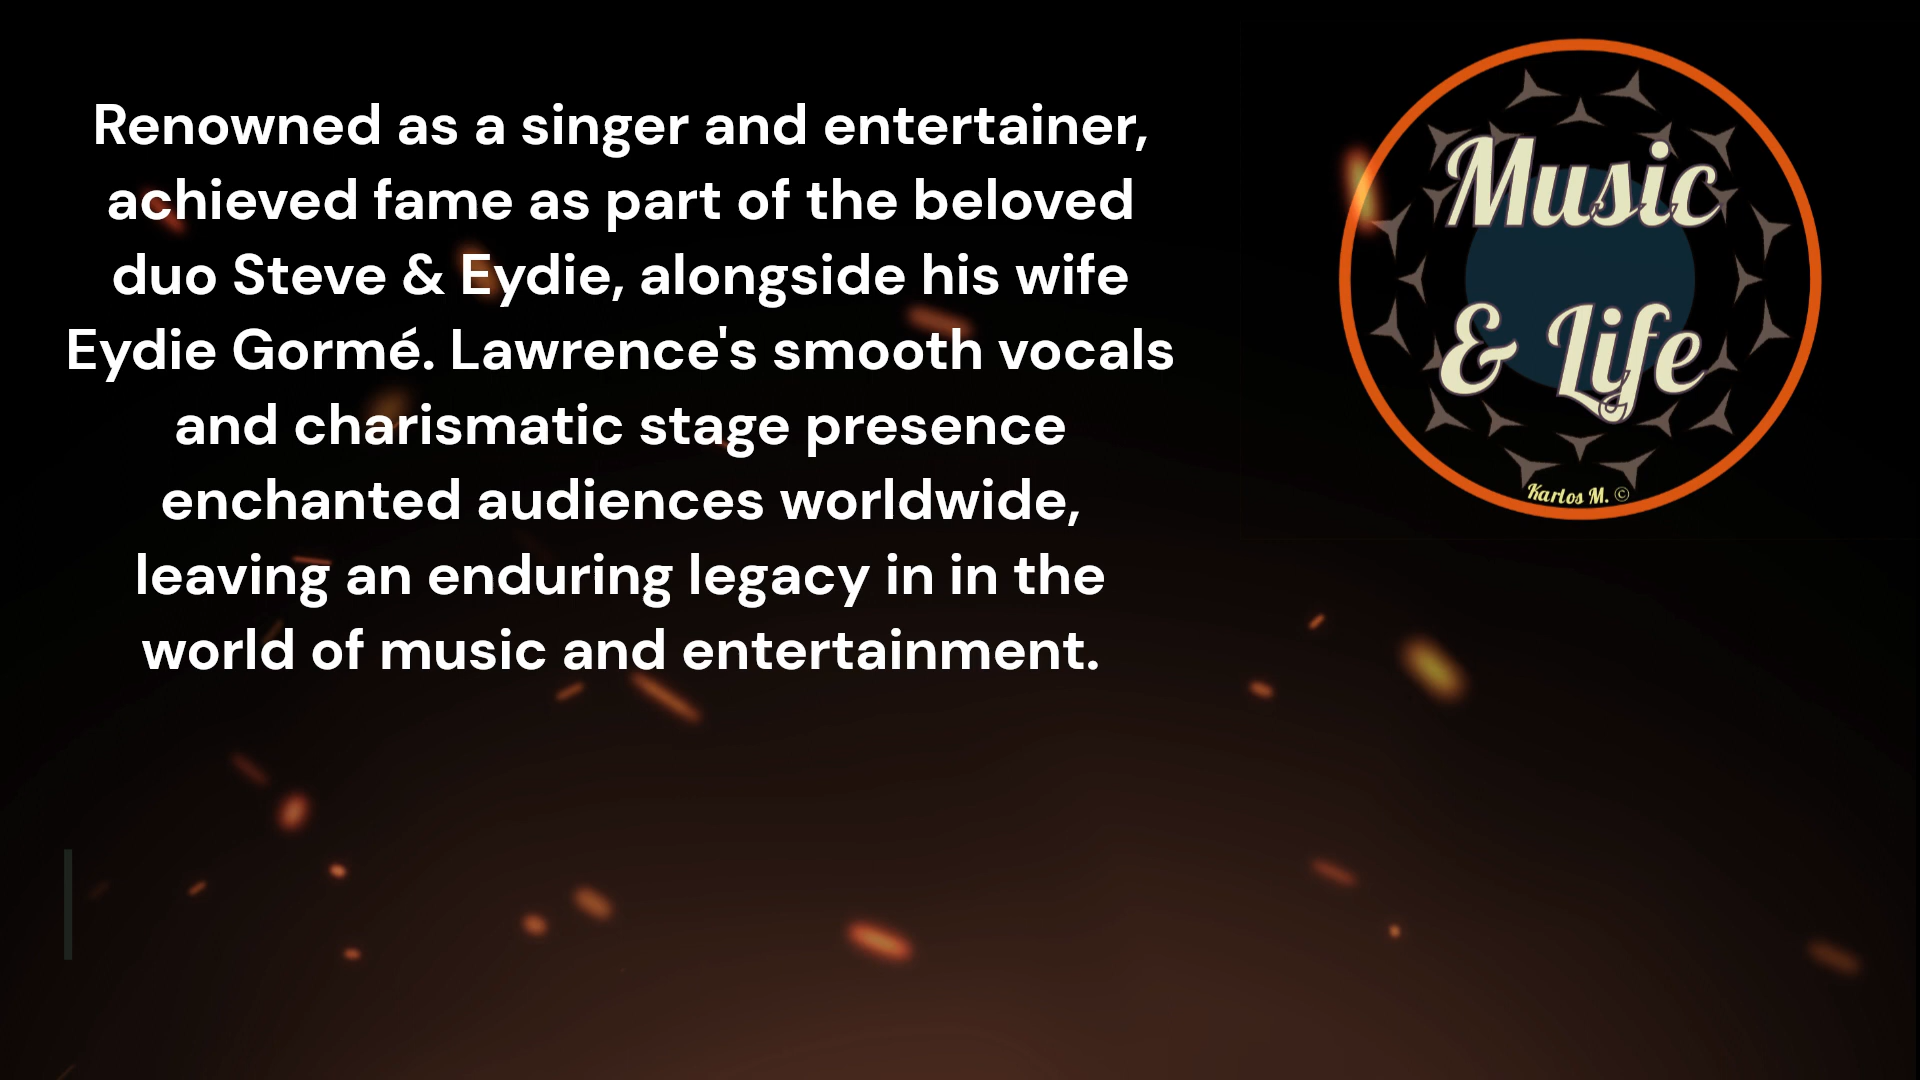 Renowned as a singer and entertainer,
achieved fame as part of the beloved
duo Steve & Eydie, alongside his wife
Eydie Gormé. Lawrence's smooth vocals
and charismatic stage presence
enchanted audiences worldwide,
leaving an enduring legacy in in the
world of music and entertainment.
Music
& Life
Karlos M. ©